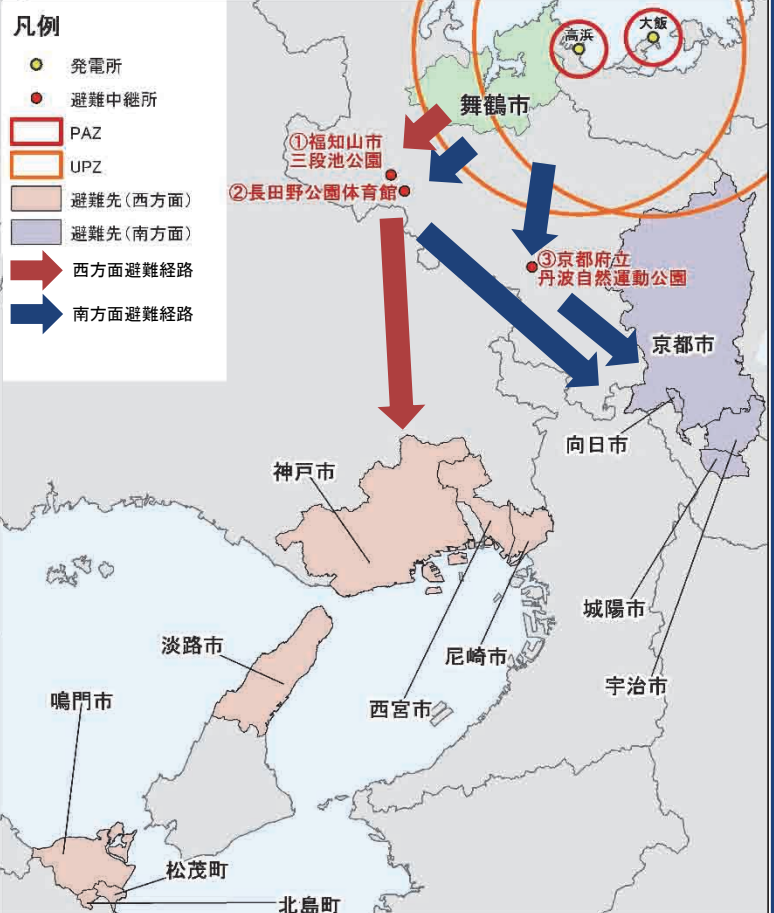 凡例
発電所
避難中継所
PAZ
UPZ
避難先(西方面)
避難先(南方面)
西方面避難経路
南方面避難経路
高浜
大飯
舞鶴市
①福知山市
三段池公園
②長田野公園体育館
③京都府立
丹波自然運動公園
京都市
向日市
神戸市
城陽市
淡路市
尼崎市
宇治市
鳴門市
西宮市
松茂町
北島町